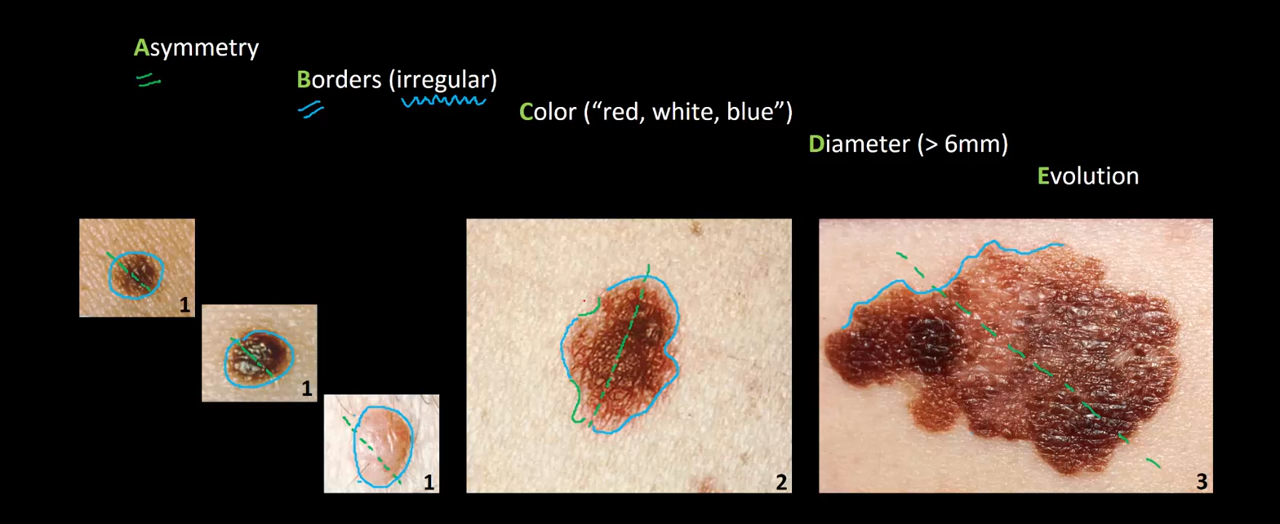 Asymmetry
Borders (irregular)
Color (“red, white, blue”)
Diameter (> 6mm)
Evolution
1
1
1
2
3